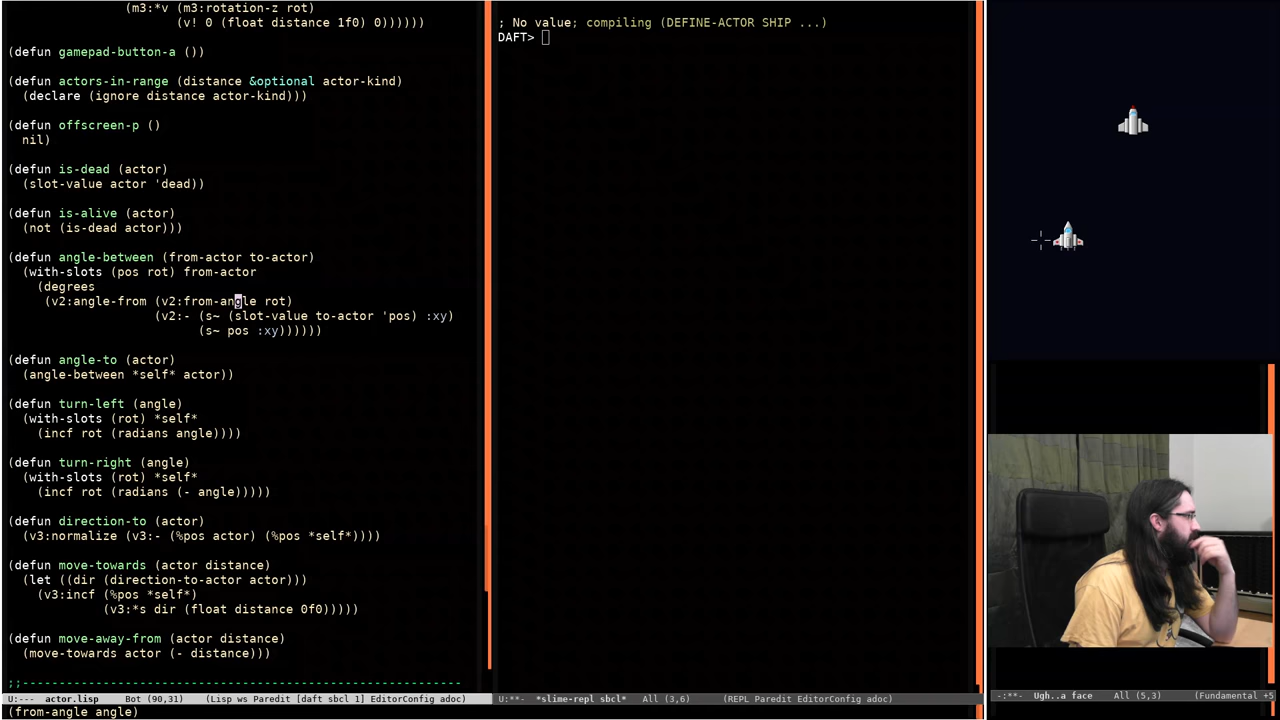 (m3:*v (m3:rotation-z rot)
(v! 0 (float distance 1f0) 0))))))
(defun gamepad-button-a ())
(defun actors-in-range (distance &optional actor-kind)
(declare (ignore distance actor-kind)))
(defun offscreen-p ()
nil)
(defun is-dead (actor)
(slot-value actor 'dead))
(defun is-alive (actor)
(not (is-dead actor)))
(defun angle-between (from-actor to-actor)
(with-slots (pos rot) from-actor
(degrees
(v2:angle-from (v2:from-angle rot)
(v2:- (s~ (slot-value to-actor 'pos) :xy)
(s~ pos :xy))))))
(defun angle-to (actor)
(angle-between *self* actor))
(defun turn-left (angle)
(with-slots (rot) *self*
(incf rot (radians angle))))
(defun turn-right (angle)
(with-slots (rot) *self*
(incf rot (radians (- angle)))))
(defun direction-to (actor)
(v3:normalize (v3:- (%pos actor) (%pos *self*))))
(defun move-towards (actor distance)
(let ((dir (direction-to-actor actor)))
(v3:incf (%pos *self*)
(v3:*s dir (float distance 0f0)))))
(defun move-away-from (actor distance)
(move-towards actor (- distance)))
;;------------------------------------------------------------
U:--- actor.lisp Bot (90,31) (Lisp ws Paredit [daft sbcl 1] EditorConfig adoc)
(from-angle angle)
; No value; compiling (DEFINE-ACTOR SHIP ...)
DAFT>
U:**- *slime-repl sbcl* All (3,6) (REPL Paredit EditorConfig adoc)
-:**- Ugh..a face All (5,3) (Fundamental +5